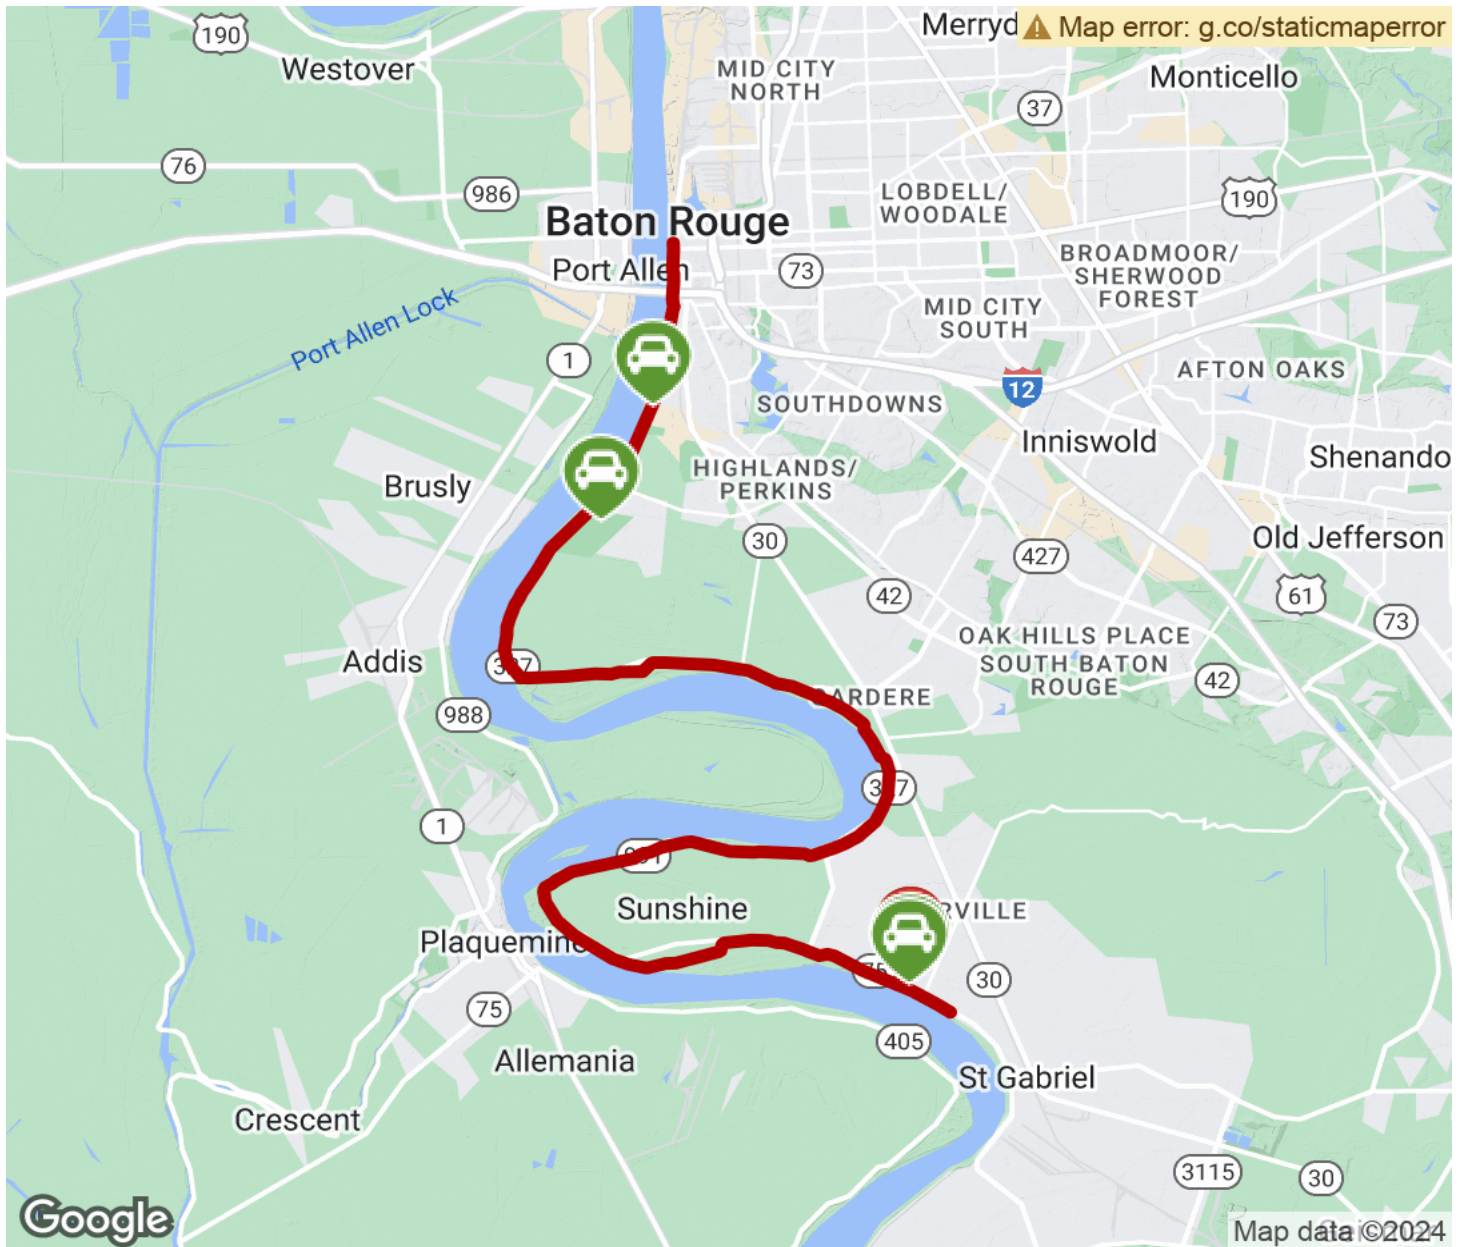 190
Westover
Merryd
Map error: g.co/staticmaperror
MID CITY
NORTH
Monticello
37
76
986
LOBDELL/
WOODALE
190
Baton Rouge
Port Allen
73
BROADMOOR/
SHERWOOD
FOREST
Port Allen Lock
MID CITY
SOUTH
1
12
AFTON OAKS
SOUTHDOWNS
Inniswold
Shenando
Brusly
HIGHLANDS/
PERKINS
30
427
Old Jefferson
42
61
73
Addis
OAK HILLS PLACE
SOUTH BATON
ROUGE
42
988
1
Sunshine
RVILLE
Plaquemine
30
75
405
Allemania
St Gabriel
Crescent
3115
30
Google
Map data ©2024